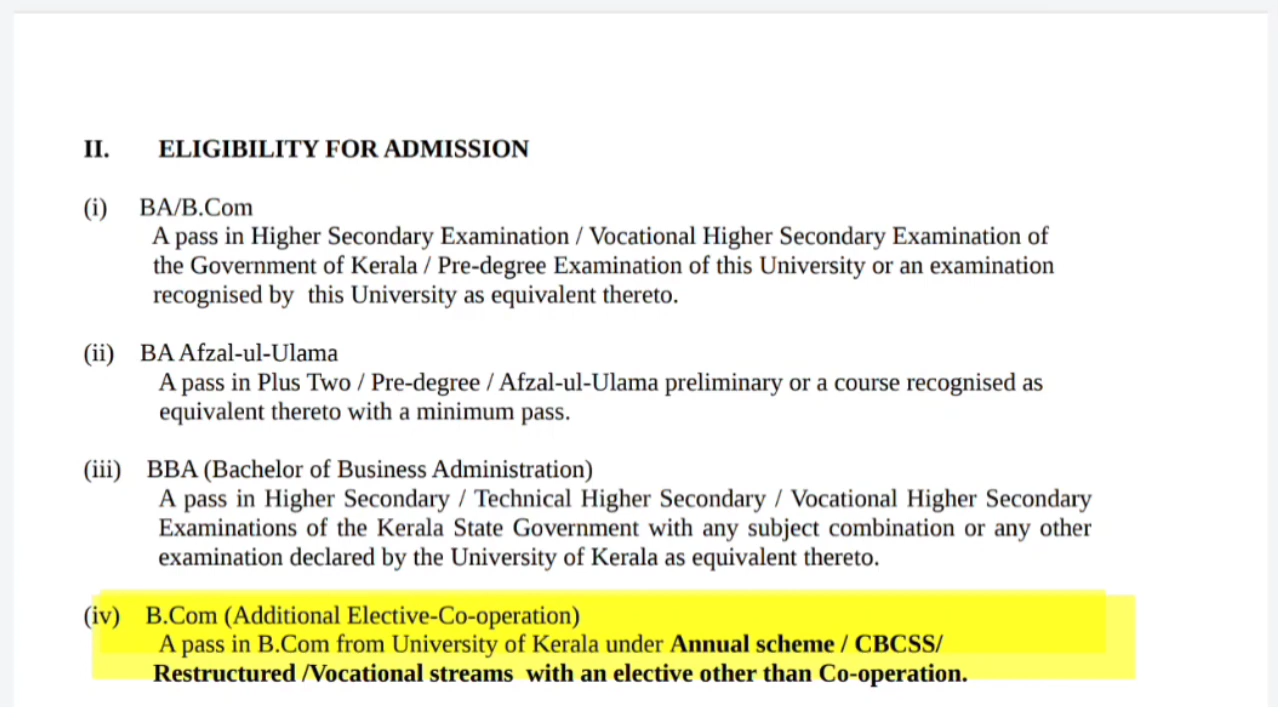 II. ELIGIBILITY FOR ADMISSION
(i) BA/B.Com
A pass in Higher Secondary Examination / Vocational Higher Secondary Examination of
the Government of Kerala / Pre-degree Examination of this University or an examination
recognised by this University as equivalent thereto.
(ii) BA Afzal-ul-Ulama
A pass in Plus Two / Pre-degree / Afzal-ul-Ulama preliminary or a course recognised as
equivalent thereto with a minimum pass.
(iii) BBA (Bachelor of Business Administration)
A pass in Higher Secondary / Technical Higher Secondary / Vocational Higher Secondary
Examinations of the Kerala State Government with any subject combination or any other
examination declared by the University of Kerala as equivalent thereto.
(iv) B.Com (Additional Elective-Co-operation)
A pass in B.Com from University of Kerala under Annual scheme / CBCSS/
Restructured /Vocational streams with an elective other than Co-operation.